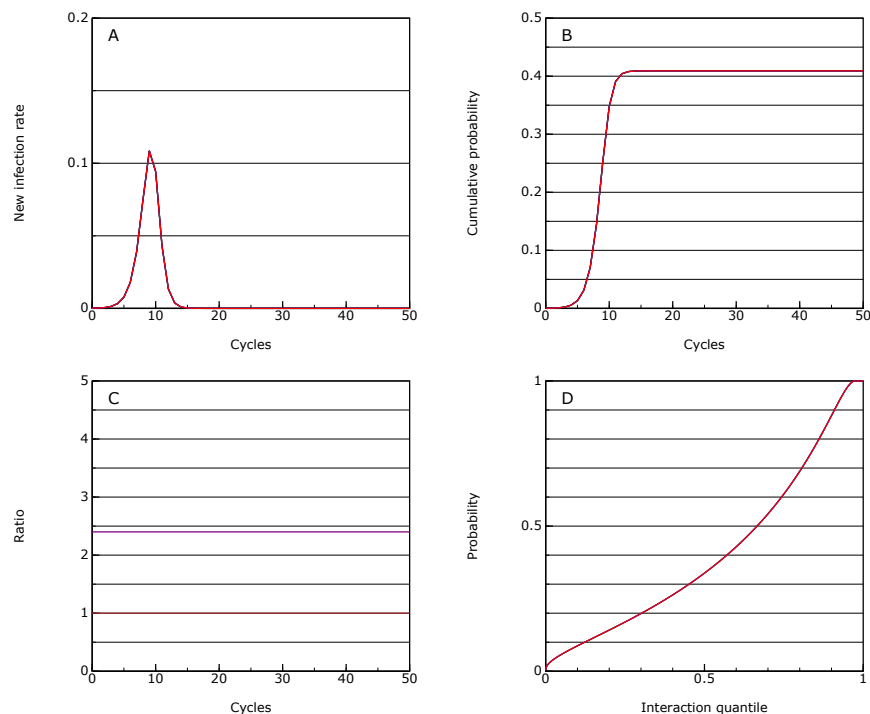 A
New infection rate
0.2
0.1
0
0 10 20 30 40 50
Cycles
B
Cumulative probability
0.5
0.4
0.3
0.2
0.1
0
0 10 20 30 40 50
Cycles
C
Ratio
5
4
3
2
1
0
0 10 20 30 40 50
Cycles
D
Probability
1
0.5
0
0 0.5 1
Interaction quantile